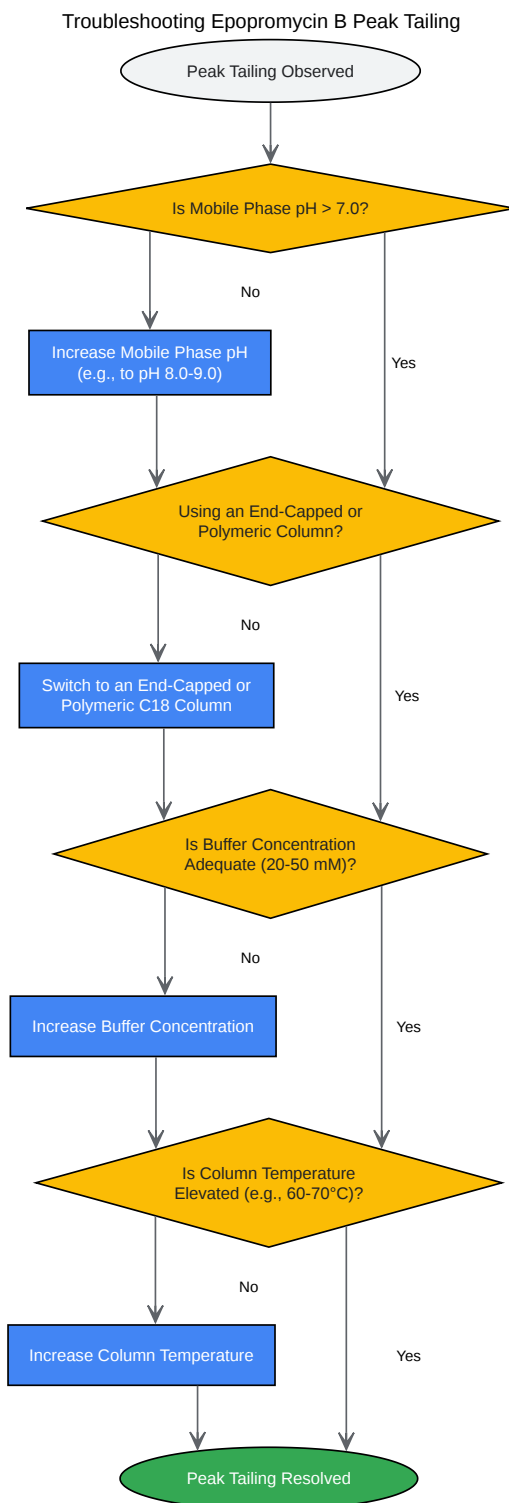 Troubleshooting Epopromycin B Peak Tailing
Peak Tailing Observed
Is Mobile Phase pH > 7.0?
No
Increase Mobile Phase pH
(e.g., to pH 8.0-9.0)
Yes
Using an End-Capped or
Polymeric Column?
No
Switch to an End-Capped or
Polymeric C18 Column
Yes
Is Buffer Concentration
Adequate (20-50 mM)?
No
Increase Buffer Concentration
Yes
Is Column Temperature
Elevated (e.g., 60-70°C)?
No
Increase Column Temperature
Yes
Peak Tailing Resolved